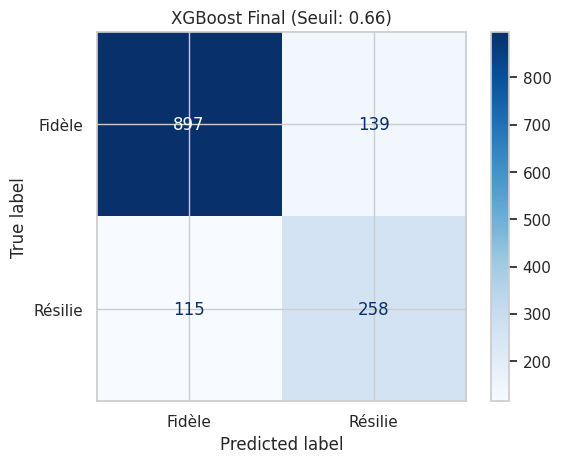 XGBoost Final (Seuil: 0.66)
True label
Fidèle
897
139
Résilie
115
258
Fidèle
Résilie
Predicted label
800
700
600
500
400
300
200